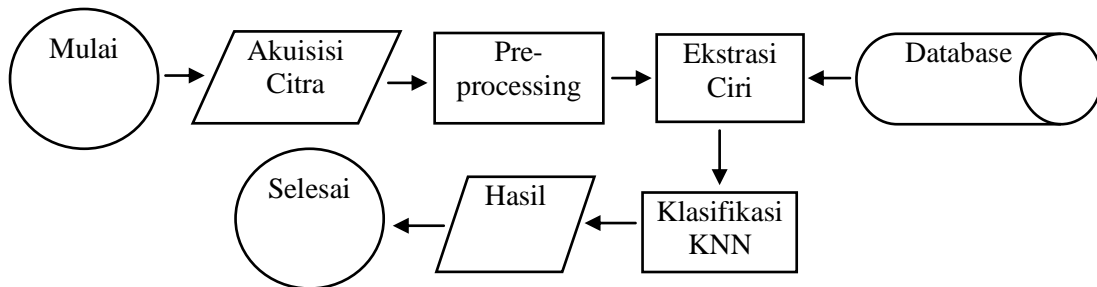 Mulai
Akuisisi
Citra
Pre-
processing
Ekstrasi
Ciri
Database
Selesai
Hasil
Klasifikasi
KNN